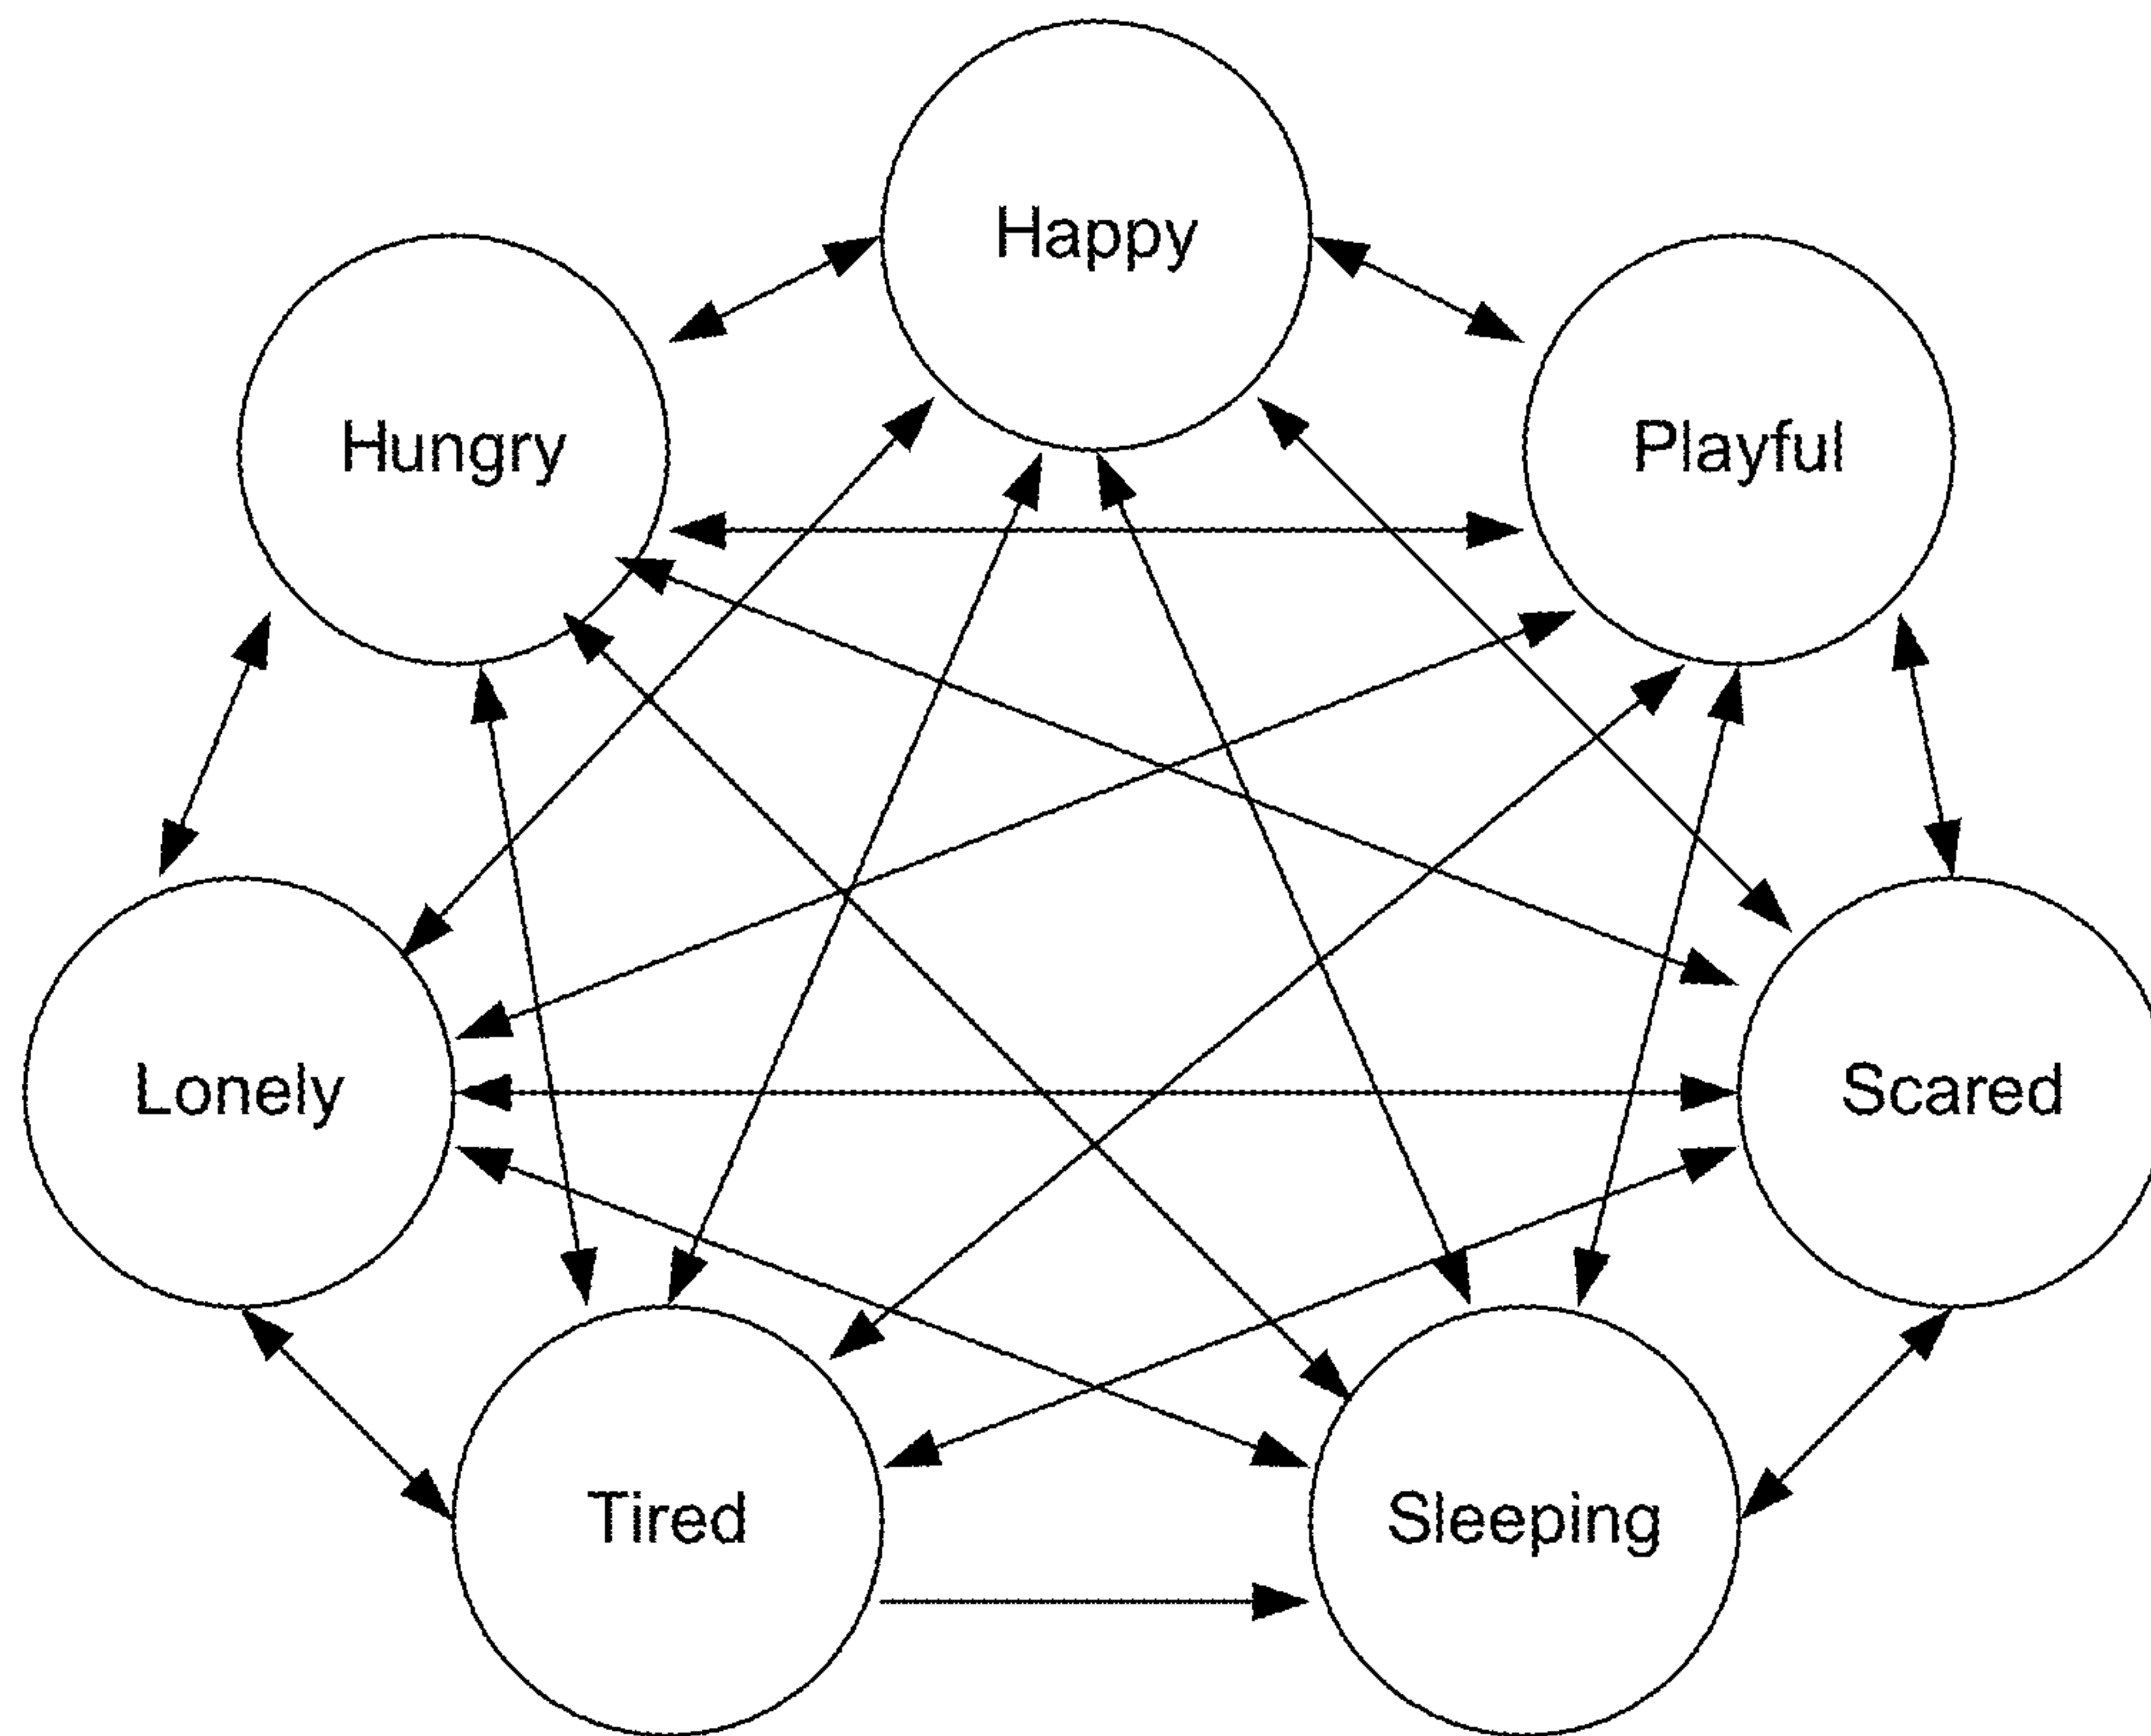 Happy
Hungry
Playful
Lonely
Scared
Tired
Sleeping